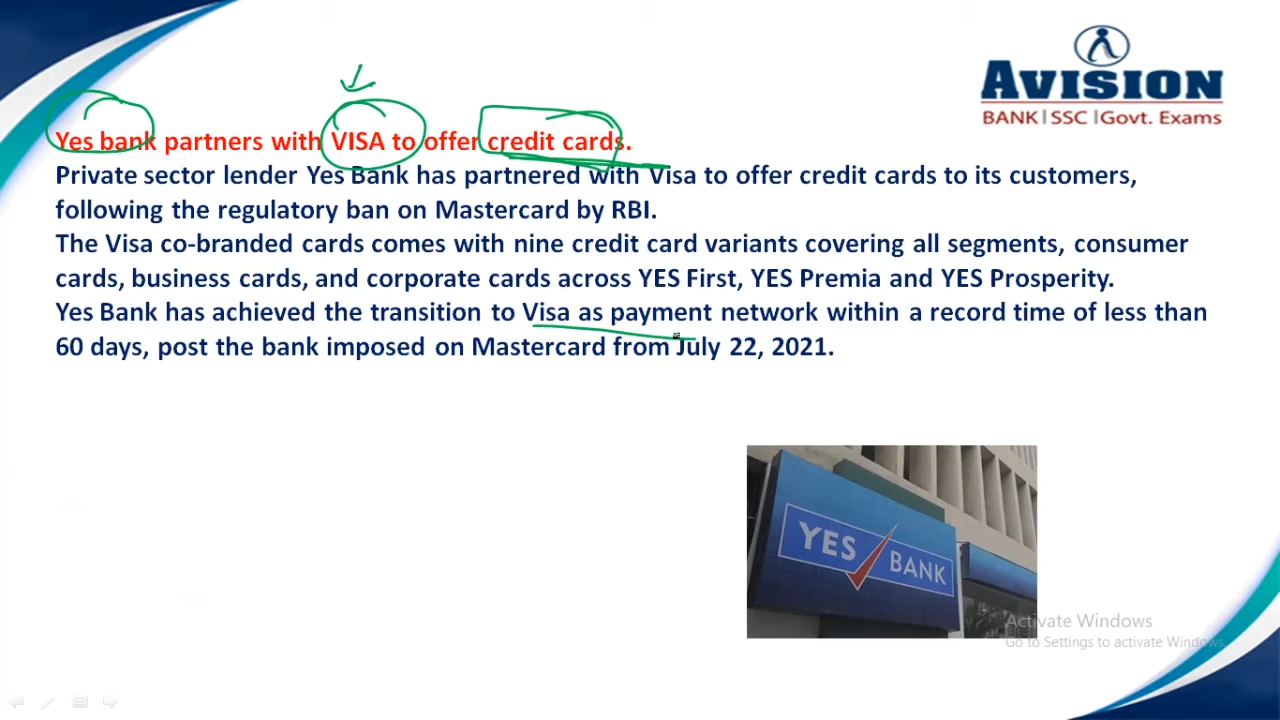 AVISION
BANK | SSC | Govt. Exams
Yes bank partners with VISA to offer credit cards.
Private sector lender Yes Bank has partnered with Visa to offer credit cards to its customers,
following the regulatory ban on Mastercard by RBI.
The Visa co-branded cards comes with nine credit card variants covering all segments, consumer
cards, business cards, and corporate cards across YES First, YES Premia and YES Prosperity.
Yes Bank has achieved the transition to Visa as payment network within a record time of less than
60 days, post the bank imposed on Mastercard from July 22, 2021.
YES BANK
Activate Windows
Go to Settings to activate Windows.